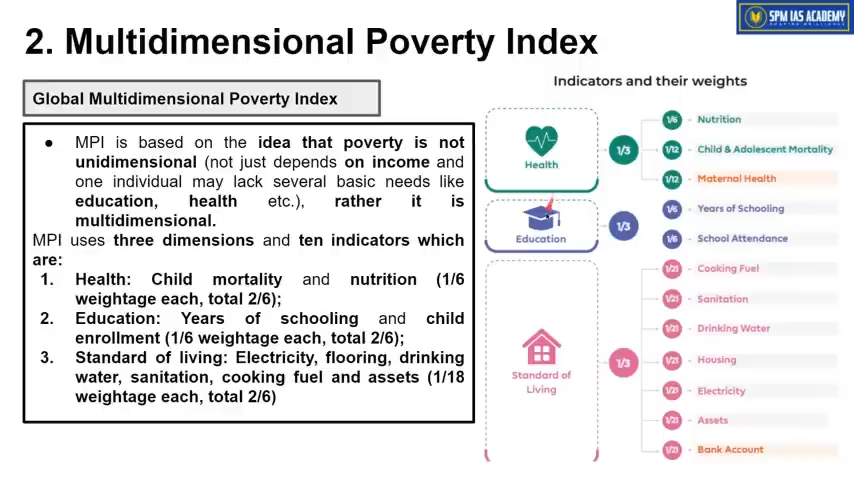 SPM IAS ACADEMY
2. Multidimensional Poverty Index
Global Multidimensional Poverty Index
● MPI is based on the idea that poverty is not
unidimensional (not just depends on income and
one individual may lack several basic needs like
education, health etc.), rather it is
multidimensional.
MPI uses three dimensions and ten indicators which
are:
1. Health: Child mortality and nutrition (1/6
weightage each, total 2/6);
2. Education: Years of schooling and child
enrollment (1/6 weightage each, total 2/6);
3. Standard of living: Electricity, flooring, drinking
water, sanitation, cooking fuel and assets (1/18
weightage each, total 2/6)
Indicators and their weights
Health
1/3
1/6 - Nutrition
1/12 - Child & Adolescent Mortality
1/12 - Maternal Health
Education
1/3
1/6 - Years of Schooling
1/6 - School Attendance
Standard of
Living
1/3
1/21 - Cooking Fuel
1/21 - Sanitation
1/21 - Drinking Water
1/21 - Housing
1/21 - Electricity
1/21 - Assets
1/21 - Bank Account